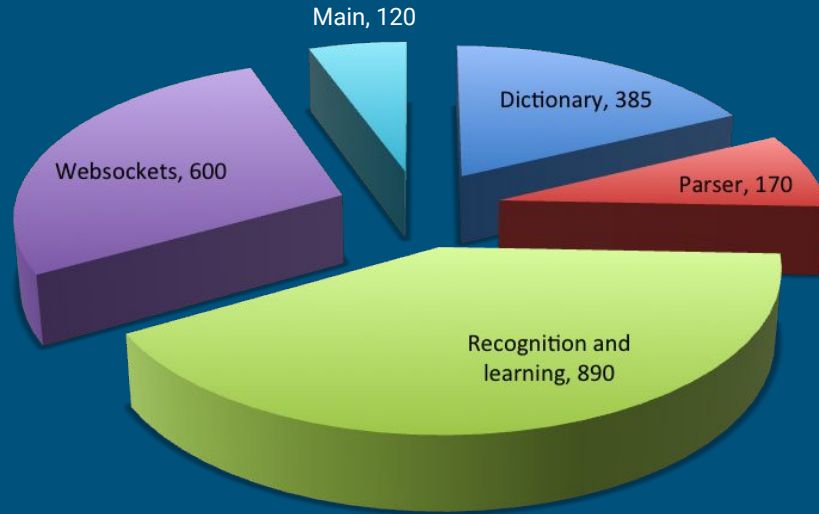 Main, 120
Dictionary, 385
Websockets, 600
Parser, 170
Recognition and
learning, 890